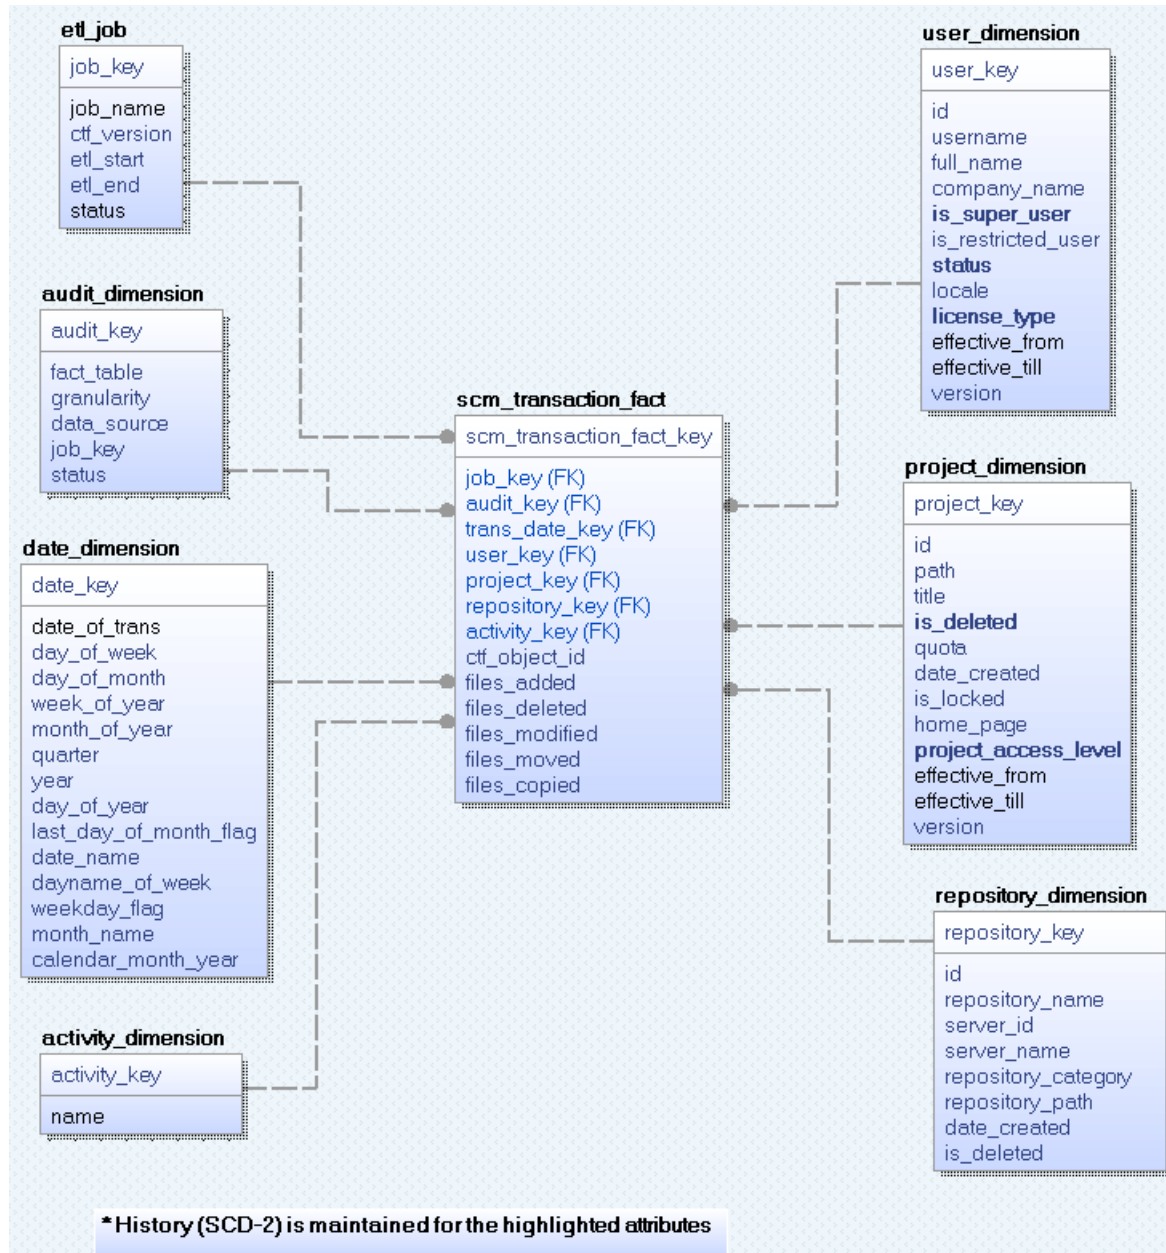 etl_job
job_key
job_name
ctf_version
etl_start
etl_end
status
audit_dimension
audit_key
fact_table
granularity
data_source
job_key
status
date_dimension
date_key
date_of_trans
day_of_week
day_of_month
week_of_year
month_of_year
quarter
year
day_of_year
last_day_of_month_flag
date_name
dayname_of_week
weekday_flag
month_name
calendar_month_year
activity_dimension
activity_key
name
scm_transaction_fact
scm_transaction_fact_key
job_key (FK)
audit_key (FK)
trans_date_key (FK)
user_key (FK)
project_key (FK)
repository_key (FK)
activity_key (FK)
ctf_object_id
files_added
files_deleted
files_modified
files_moved
files_copied
user_dimension
user_key
id
username
full_name
company_name
is_super_user
is_restricted_user
status
locale
license_type
effective_from
effective_till
version
project_dimension
project_key
id
path
title
is_deleted
quota
date_created
is_locked
home_page
project_access_level
effective_from
effective_till
version
repository_dimension
repository_key
id
repository_name
server_id
server_name
repository_category
repository_path
date_created
is_deleted
* History (SCD-2) is maintained for the highlighted attributes